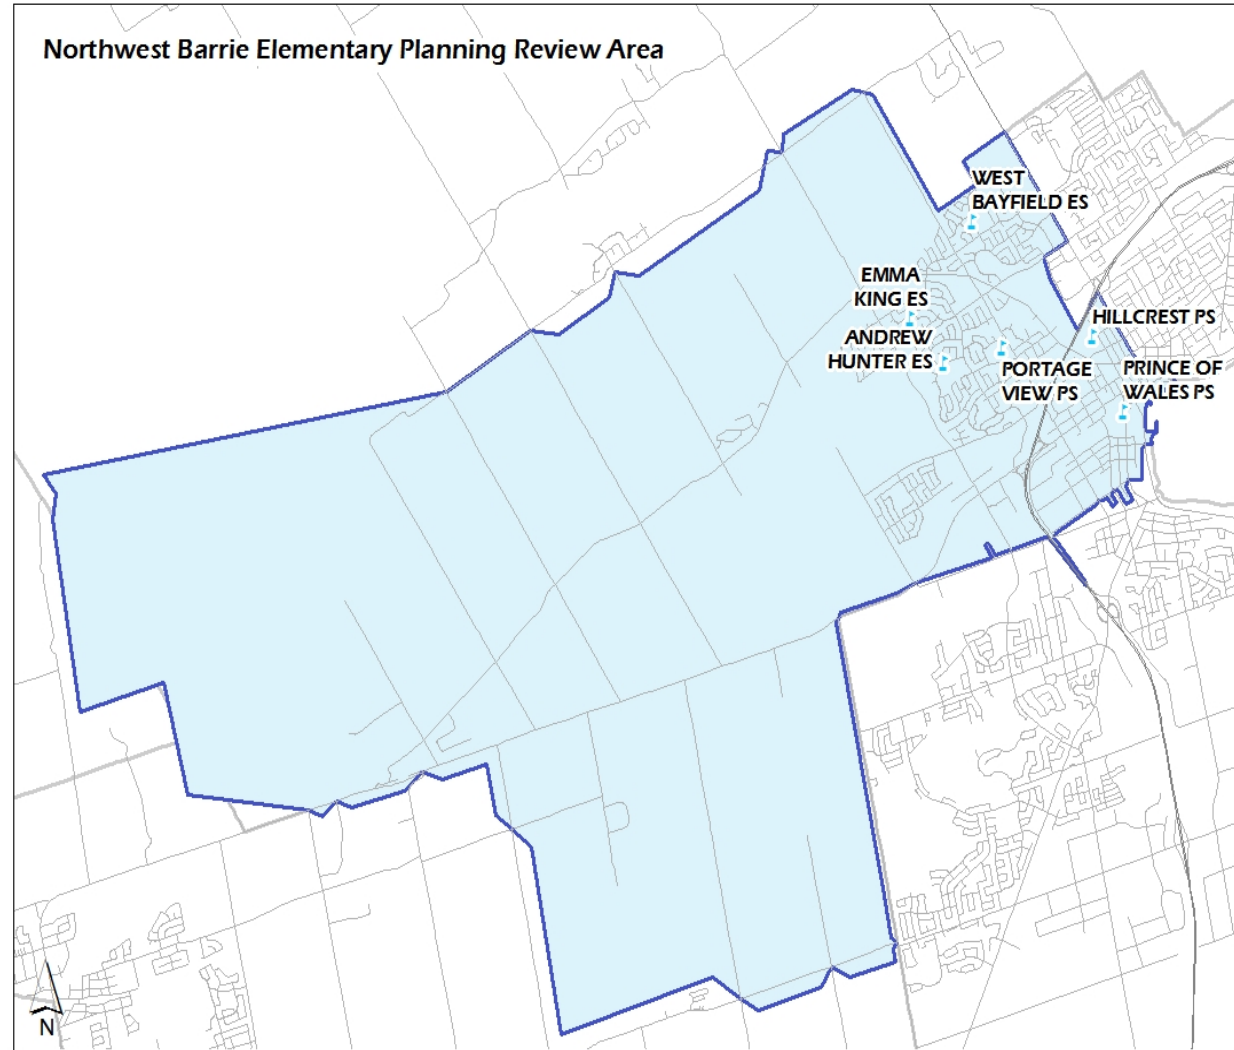 Northwest Barrie Elementary Planning Review Area
WEST
BAYFIELD ES
EMMA
KING ES
HILLCREST PS
ANDREW
HUNTER ES
PORTAGE
VIEW PS
PRINCE OF
WALES PS
N